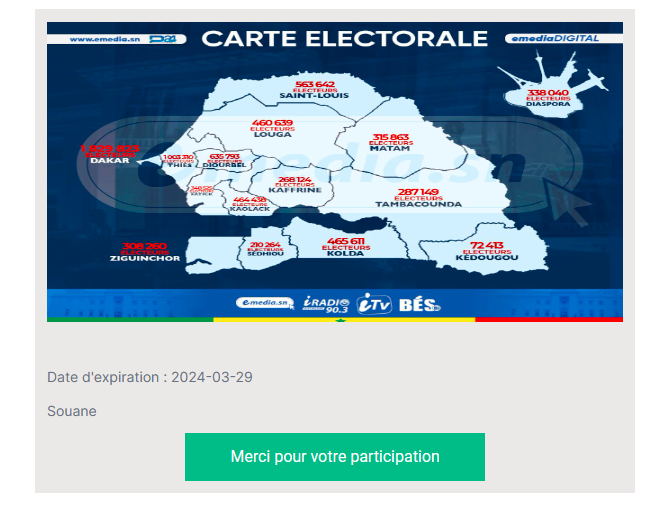 www.emedia.sn
CARTE ELECTORALE
emediaDIGITAL
563 642
SAINT-LOUIS
338 040
ELECTEURS
DIASPORA
460 639
ELECTEURS
LOUGA
315 863
ELECTEURS
MATAM
ELECTEURS
DAKAR
1 003 310
ELECTEURS
THIES
635 793
ELECTEURS
DIOURBEL
268 124
ELECTEURS
KAFFRINE
287 149
ELECTEURS
TAMBACOUNDA
FATICK
464 438
ELECTEURS
KAOLACK
308 260
ELECTEURS
ZIGUINCHOR
210 264
ELECTEURS
SEDHIOU
465 611
ELECTEURS
KOLDA
72 413
ELECTEURS
KÉDOUGOU
emedia.sn
emedia.sn
iRADIO
90.3
iTv
BÉS
Date d'expiration : 2024-03-29
Souane
Merci pour votre participation